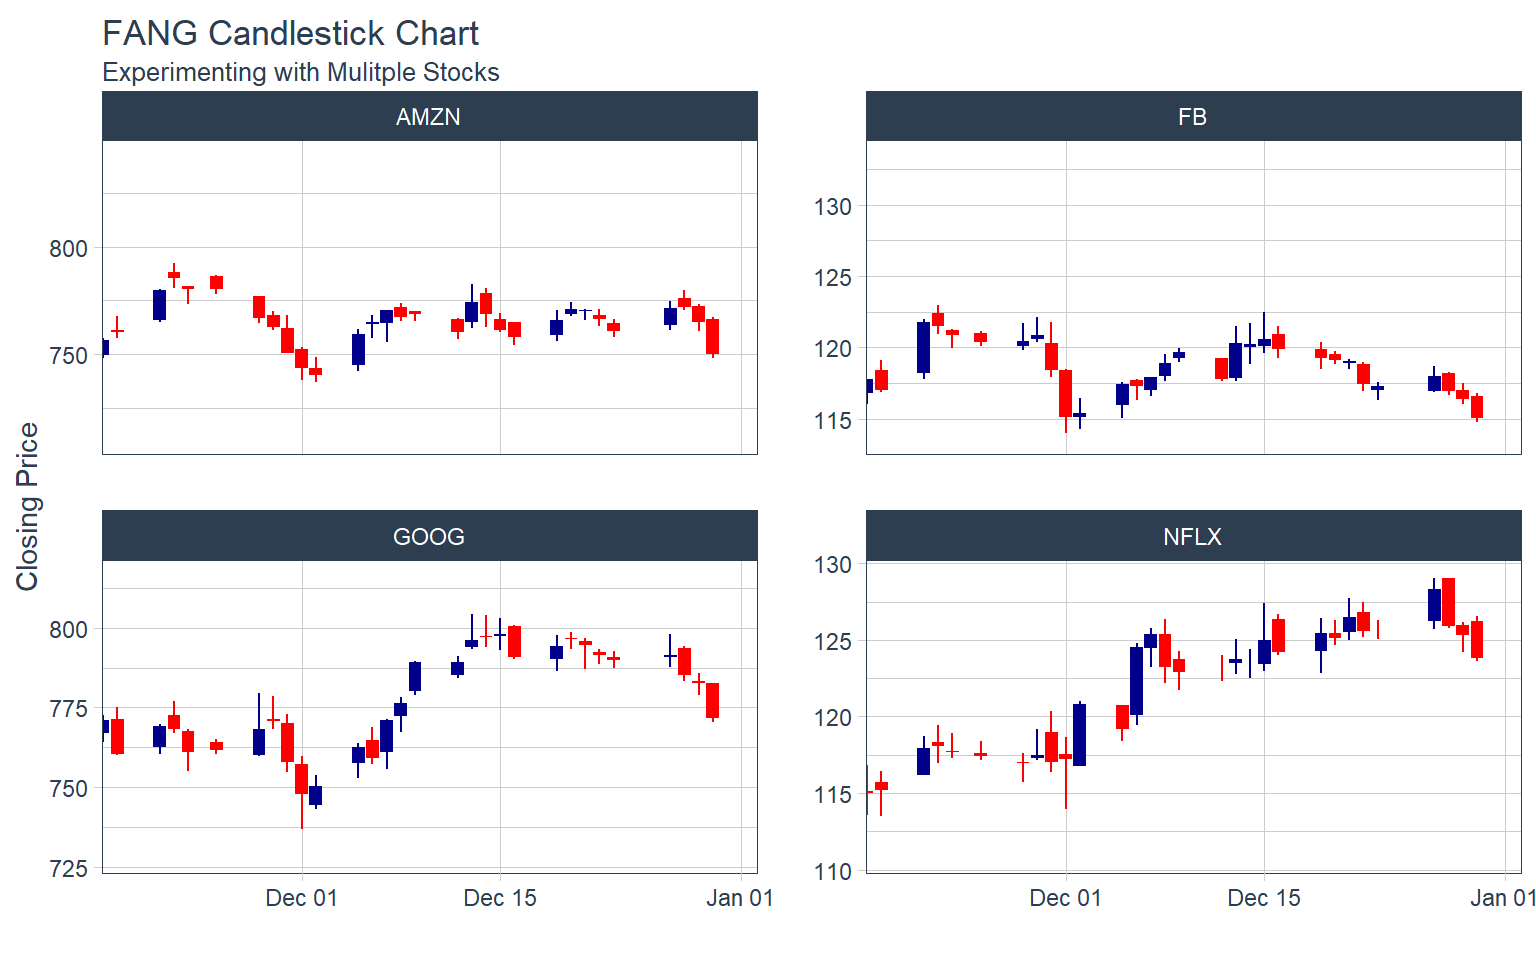 FANG Candlestick Chart
Experimenting with Mulitple Stocks
AMZN
FB
800
750
130
125
120
115
Closing Price
GOOG
NFLX
800
775
750
725
130
125
120
115
110
Dec 01
Dec 15
Jan 01
Dec 01
Dec 15
Jan 01